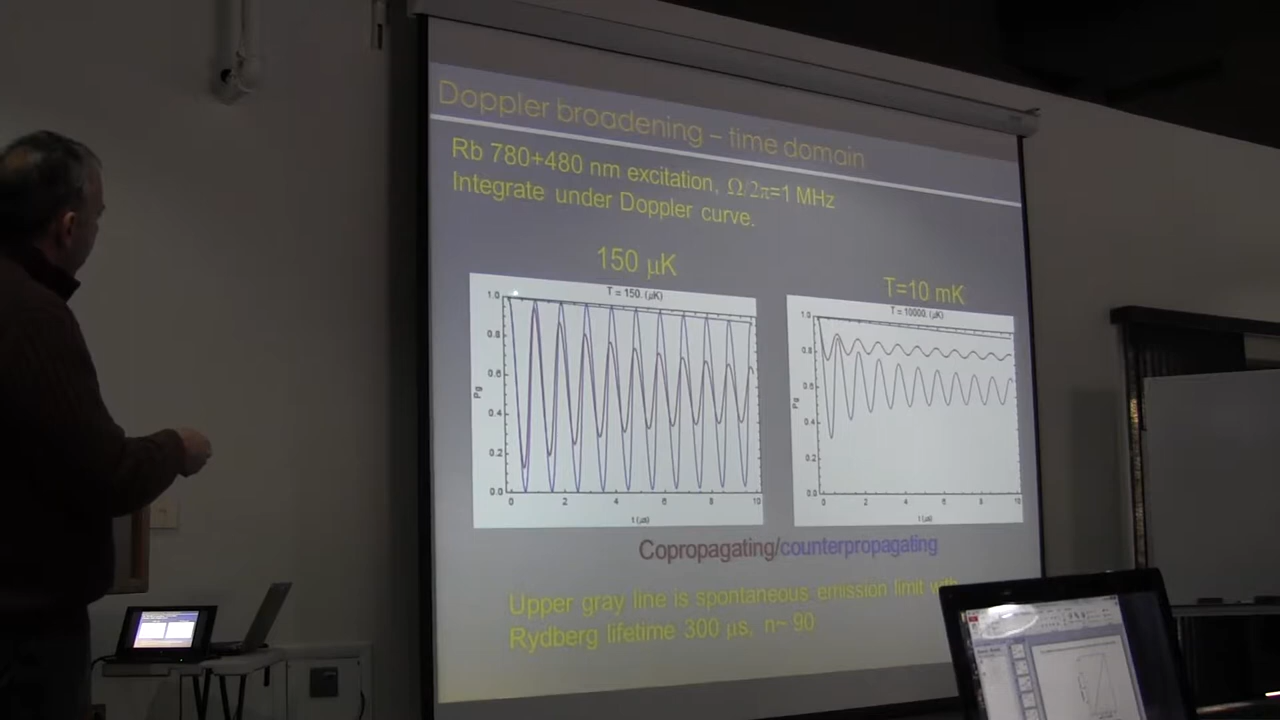 Doppler broadening – time domain
Rb 780+480 nm excitation, Ω/2π=1 MHz
Integrate under Doppler curve.
150 μK
T = 150. (μK)
1.0
0.8
0.6
0.4
0.2
0.0
Pg
0 2 4 6 8 10
t (μs)
T=10 mK
T = 10000. (μK)
1.0
0.8
0.6
0.4
0.2
0.0
Pg
0 2 4 6 8 10
t (μs)
Copropagating/counterpropagating
Upper gray line is spontaneous emission limit with
Rydberg lifetime 300 μs, n~ 90